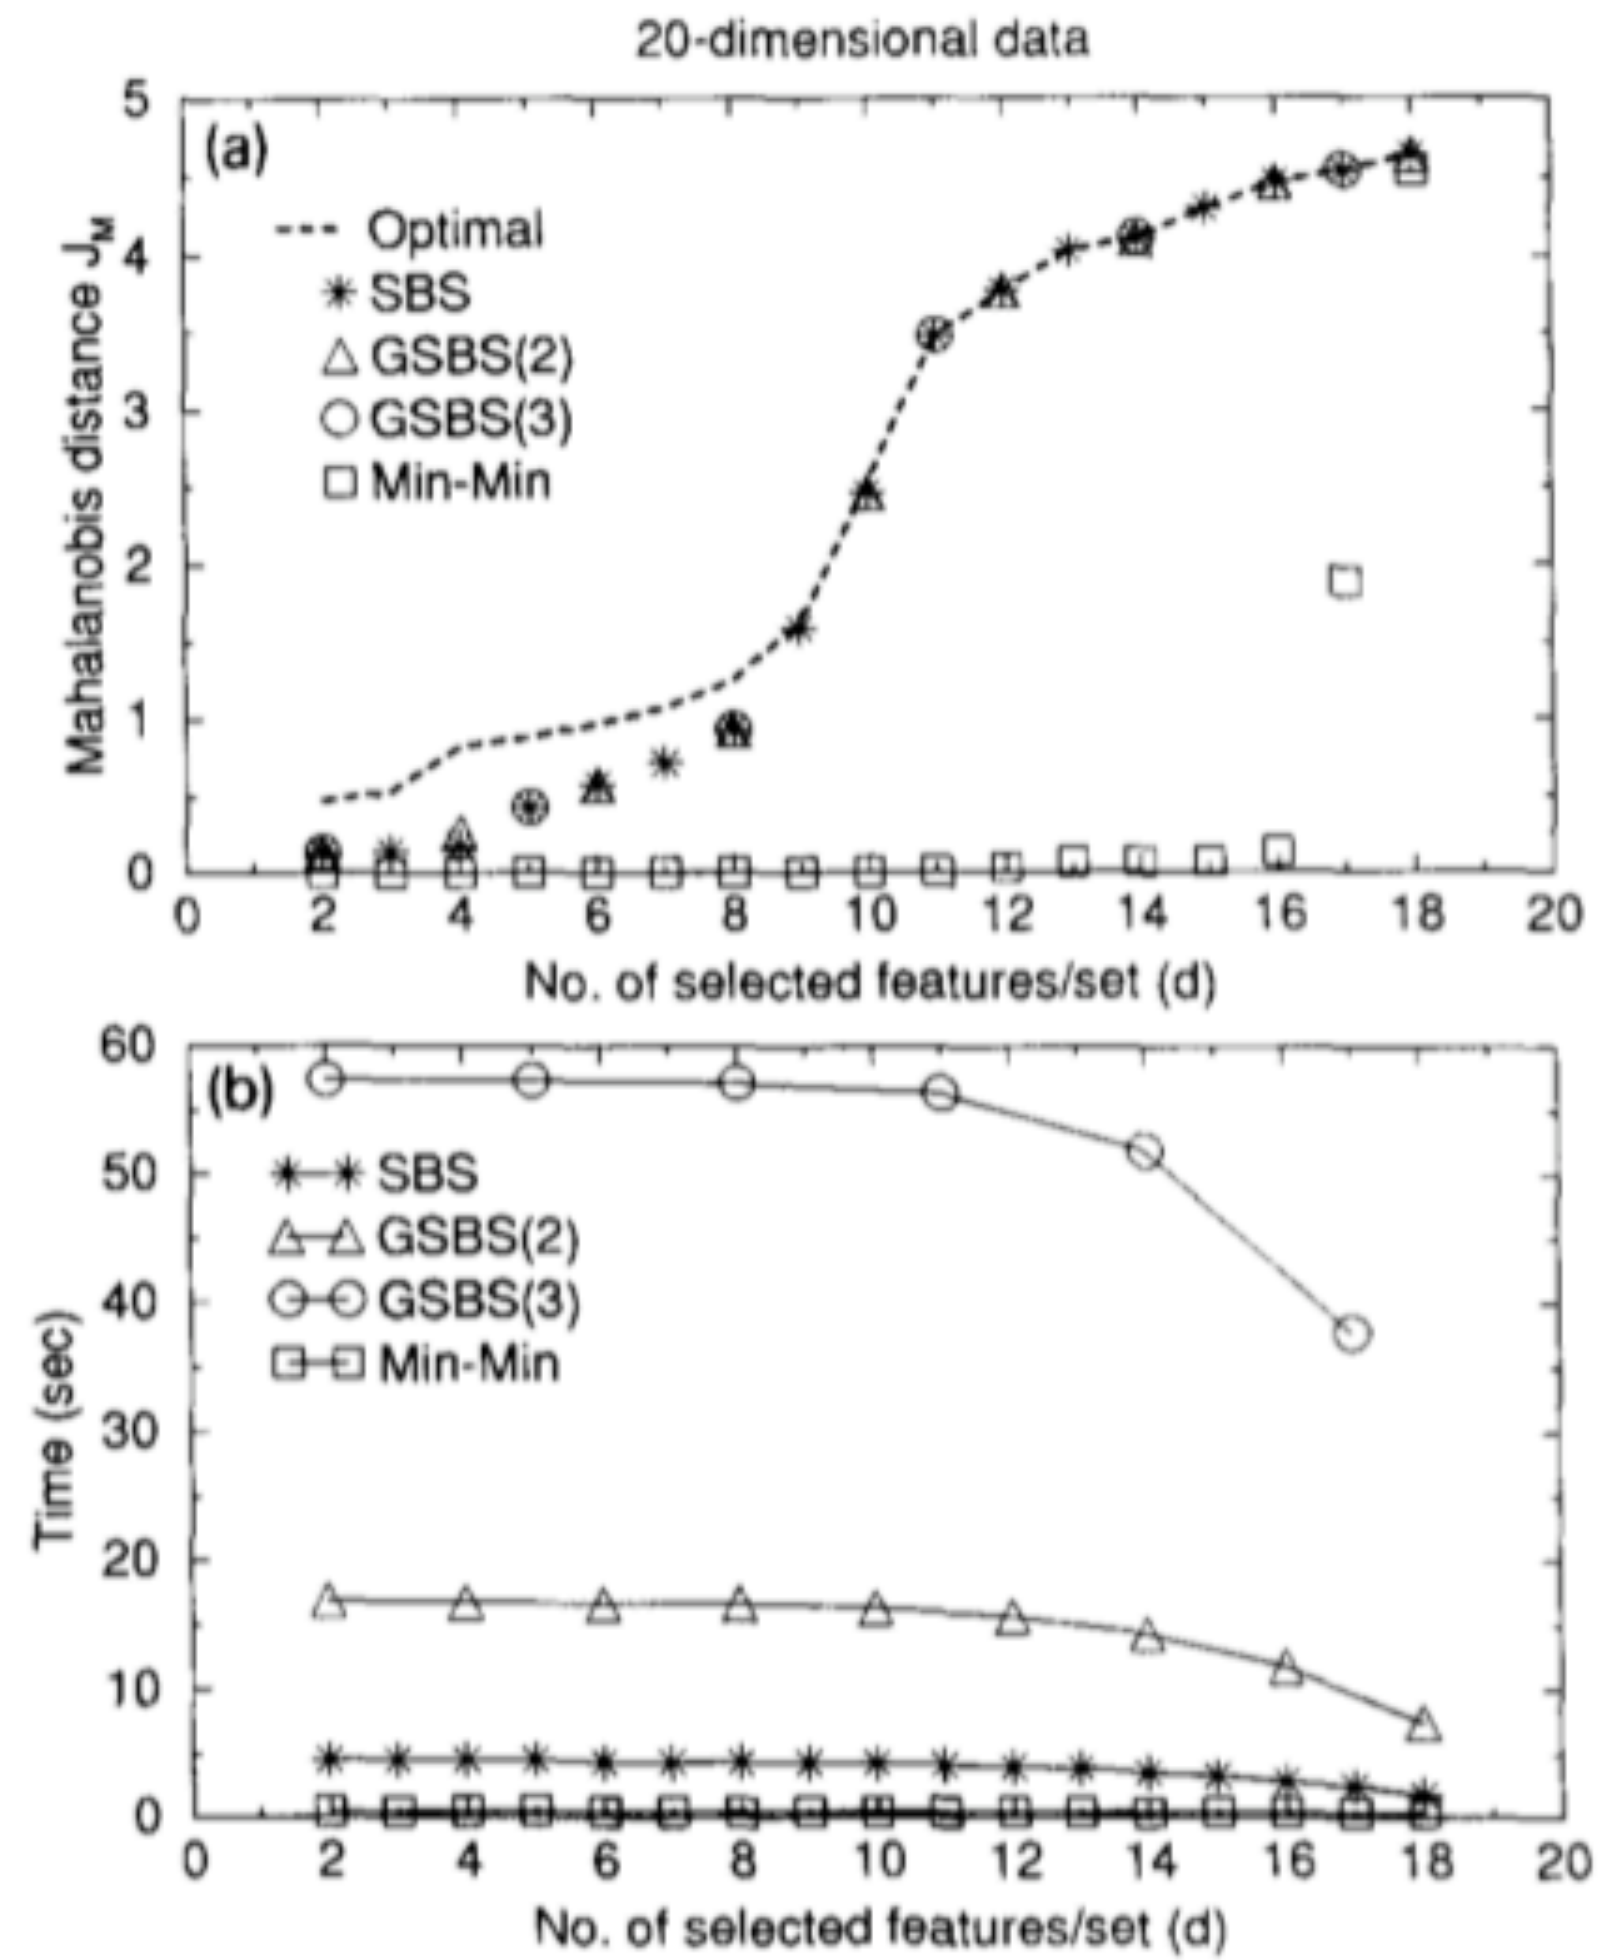 20-dimensional data
(a)
5
4
3
2
1
0
Mahalanobis distance J_M
Optimal
SBS
GSBS(2)
GSBS(3)
Min-Min
0 2 4 6 8 10 12 14 16 18 20
No. of selected features/set (d)
(b)
60
50
40
30
20
10
0
Time (sec)
SBS
GSBS(2)
GSBS(3)
Min-Min
0 2 4 6 8 10 12 14 16 18 20
No. of selected features/set (d)